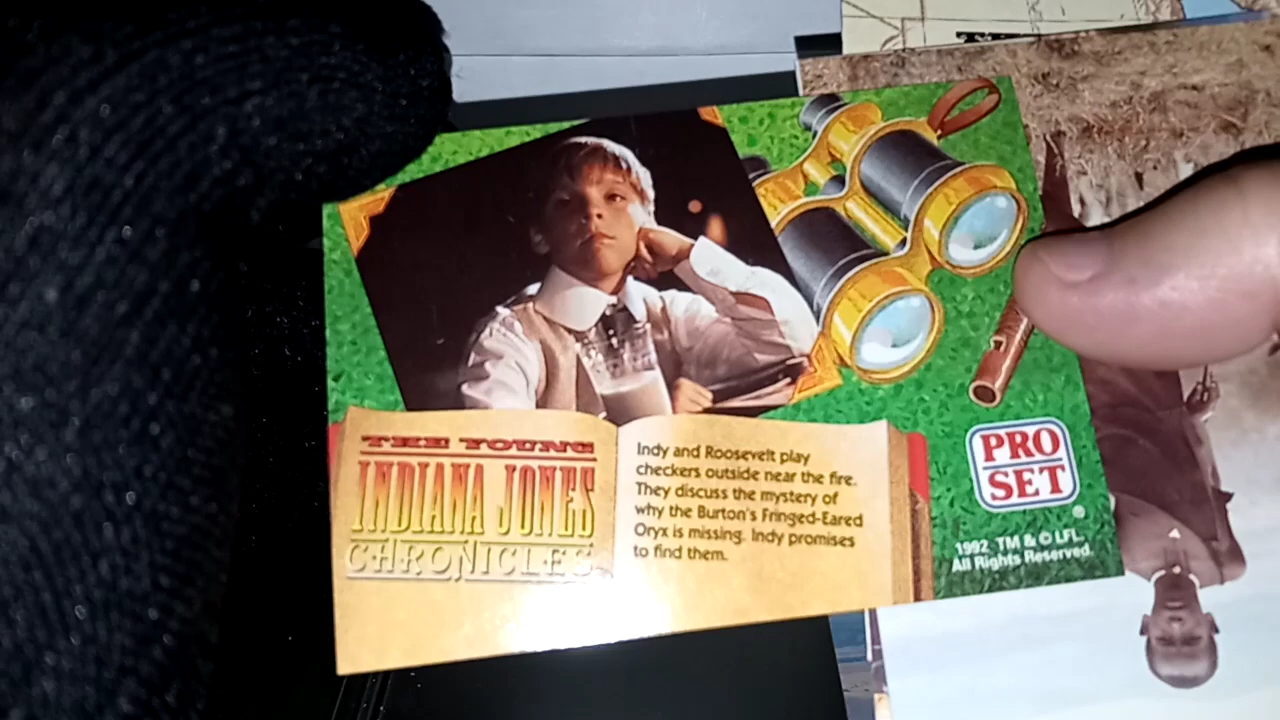 THE YOUNG
INDIANA JONES
CHRONICLES
Indy and Roosevelt play
checkers outside near the fire.
They discuss the mystery of
why the Burton's Fringed-Eared
Oryx is missing. Indy promises
to find them.
PRO
SET
®
1992 TM & © LFL.
All Rights Reserved.